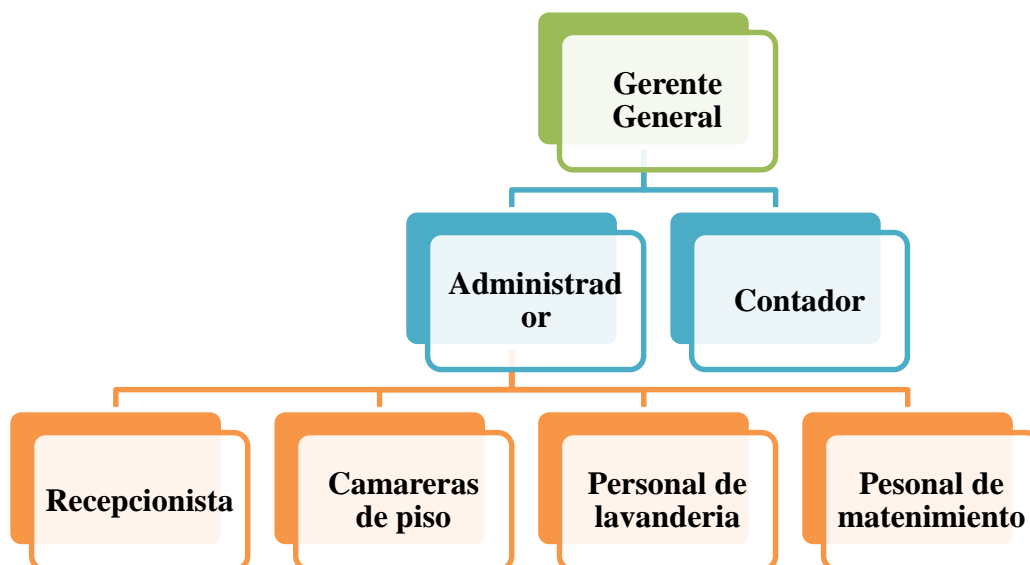 Gerente
General
Administrad
or
Contador
Recepcionista
Camareras
de piso
Personal de
lavanderia
Pesonal de
matenimiento